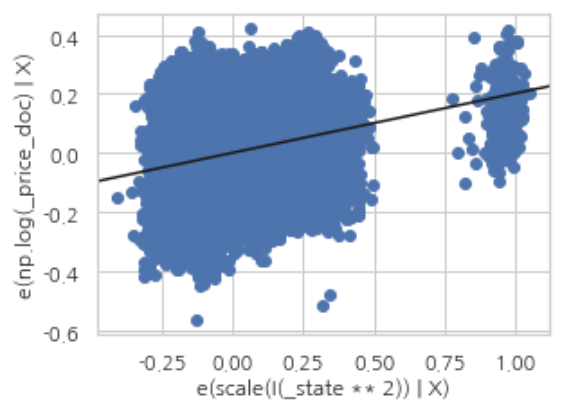 0.4
0.2
0.0
-0.2
-0.4
-0.6
e(np.log(_price_doc) | X)
-0.25 0.00 0.25 0.50 0.75 1.00
e(scale(I(_state ** 2)) | X)